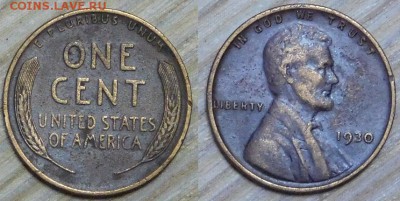 COINS.LAVE.RU
E PLURIBUS UNUM
ONE
CENT
UNITED STATES
OF AMERICA
IN GOD WE TRUST
LIBERTY
1930